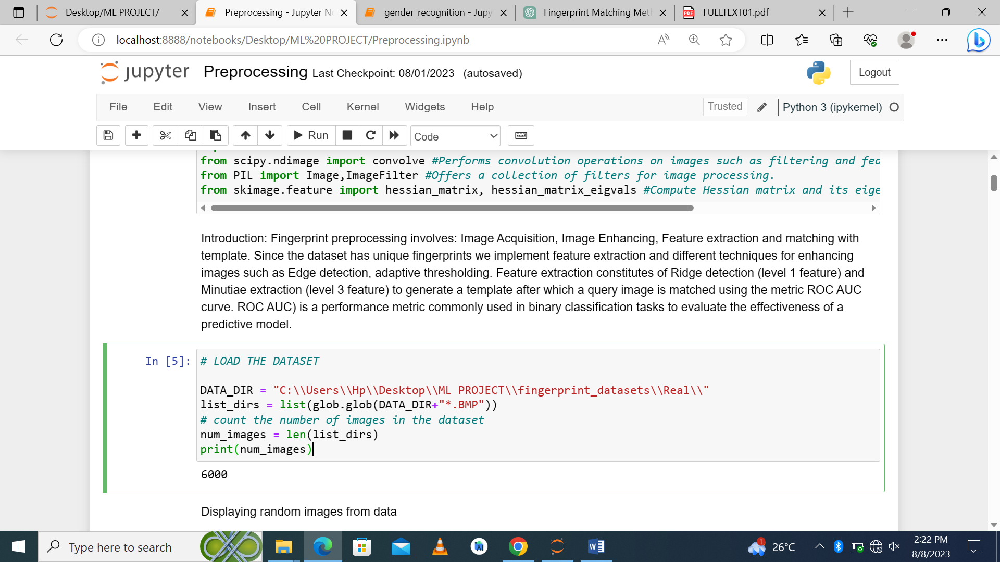 Desktop/ML PROJECT/
Preprocessing - Jupyter No
gender_recognition - Jupy
Fingerprint Matching Met
PDF
FULLTEXT01.pdf
localhost:8888/notebooks/Desktop/ML%20PROJECT/Preprocessing.ipynb
jupyter
Preprocessing Last Checkpoint: 08/01/2023 (autosaved)
Logout
File Edit View Insert Cell Kernel Widgets Help
Trusted
Python 3 (ipykernel)
Run
Code
from scipy.ndimage import convolve #Performs convolution operations on images such as filtering and fea
from PIL import Image,ImageFilter #Offers a collection of filters for image processing.
from skimage.feature import hessian_matrix, hessian_matrix_eigvals #Compute Hessian matrix and its eige
Introduction: Fingerprint preprocessing involves: Image Acquisition, Image Enhancing, Feature extraction and matching with
template. Since the dataset has unique fingerprints we implement feature extraction and different techniques for enhancing
images such as Edge detection, adaptive thresholding. Feature extraction constitutes of Ridge detection (level 1 feature) and
Minutiae extraction (level 3 feature) to generate a template after which a query image is matched using the metric ROC AUC
curve. ROC AUC) is a performance metric commonly used in binary classification tasks to evaluate the effectiveness of a
predictive model.
In [5]:
# LOAD THE DATASET
DATA_DIR = "C:\\Users\\Hp\\Desktop\\ML PROJECT\\fingerprint_datasets\\Real\\"
list_dirs = list(glob.glob(DATA_DIR+"*.BMP"))
# count the number of images in the dataset
num_images = len(list_dirs)
print(num_images)
6000
Displaying random images from data
Type here to search
1
26°C
2:22 PM
8/8/2023